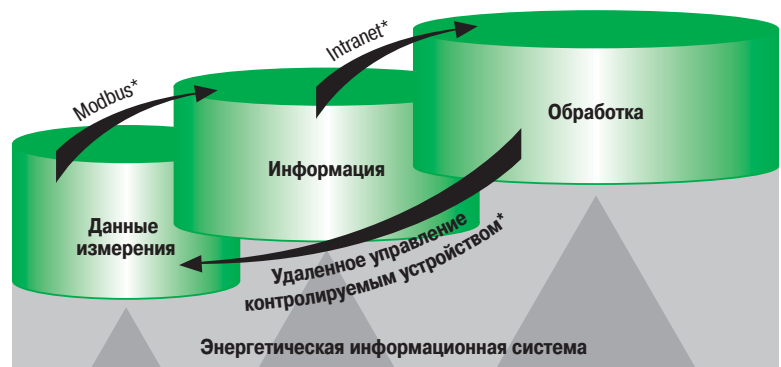 Modbus*
Intranet*
Обработка
Информация
Данные
измерения
Удаленное управление
контролируемым устройством*
Энергетическая информационная система